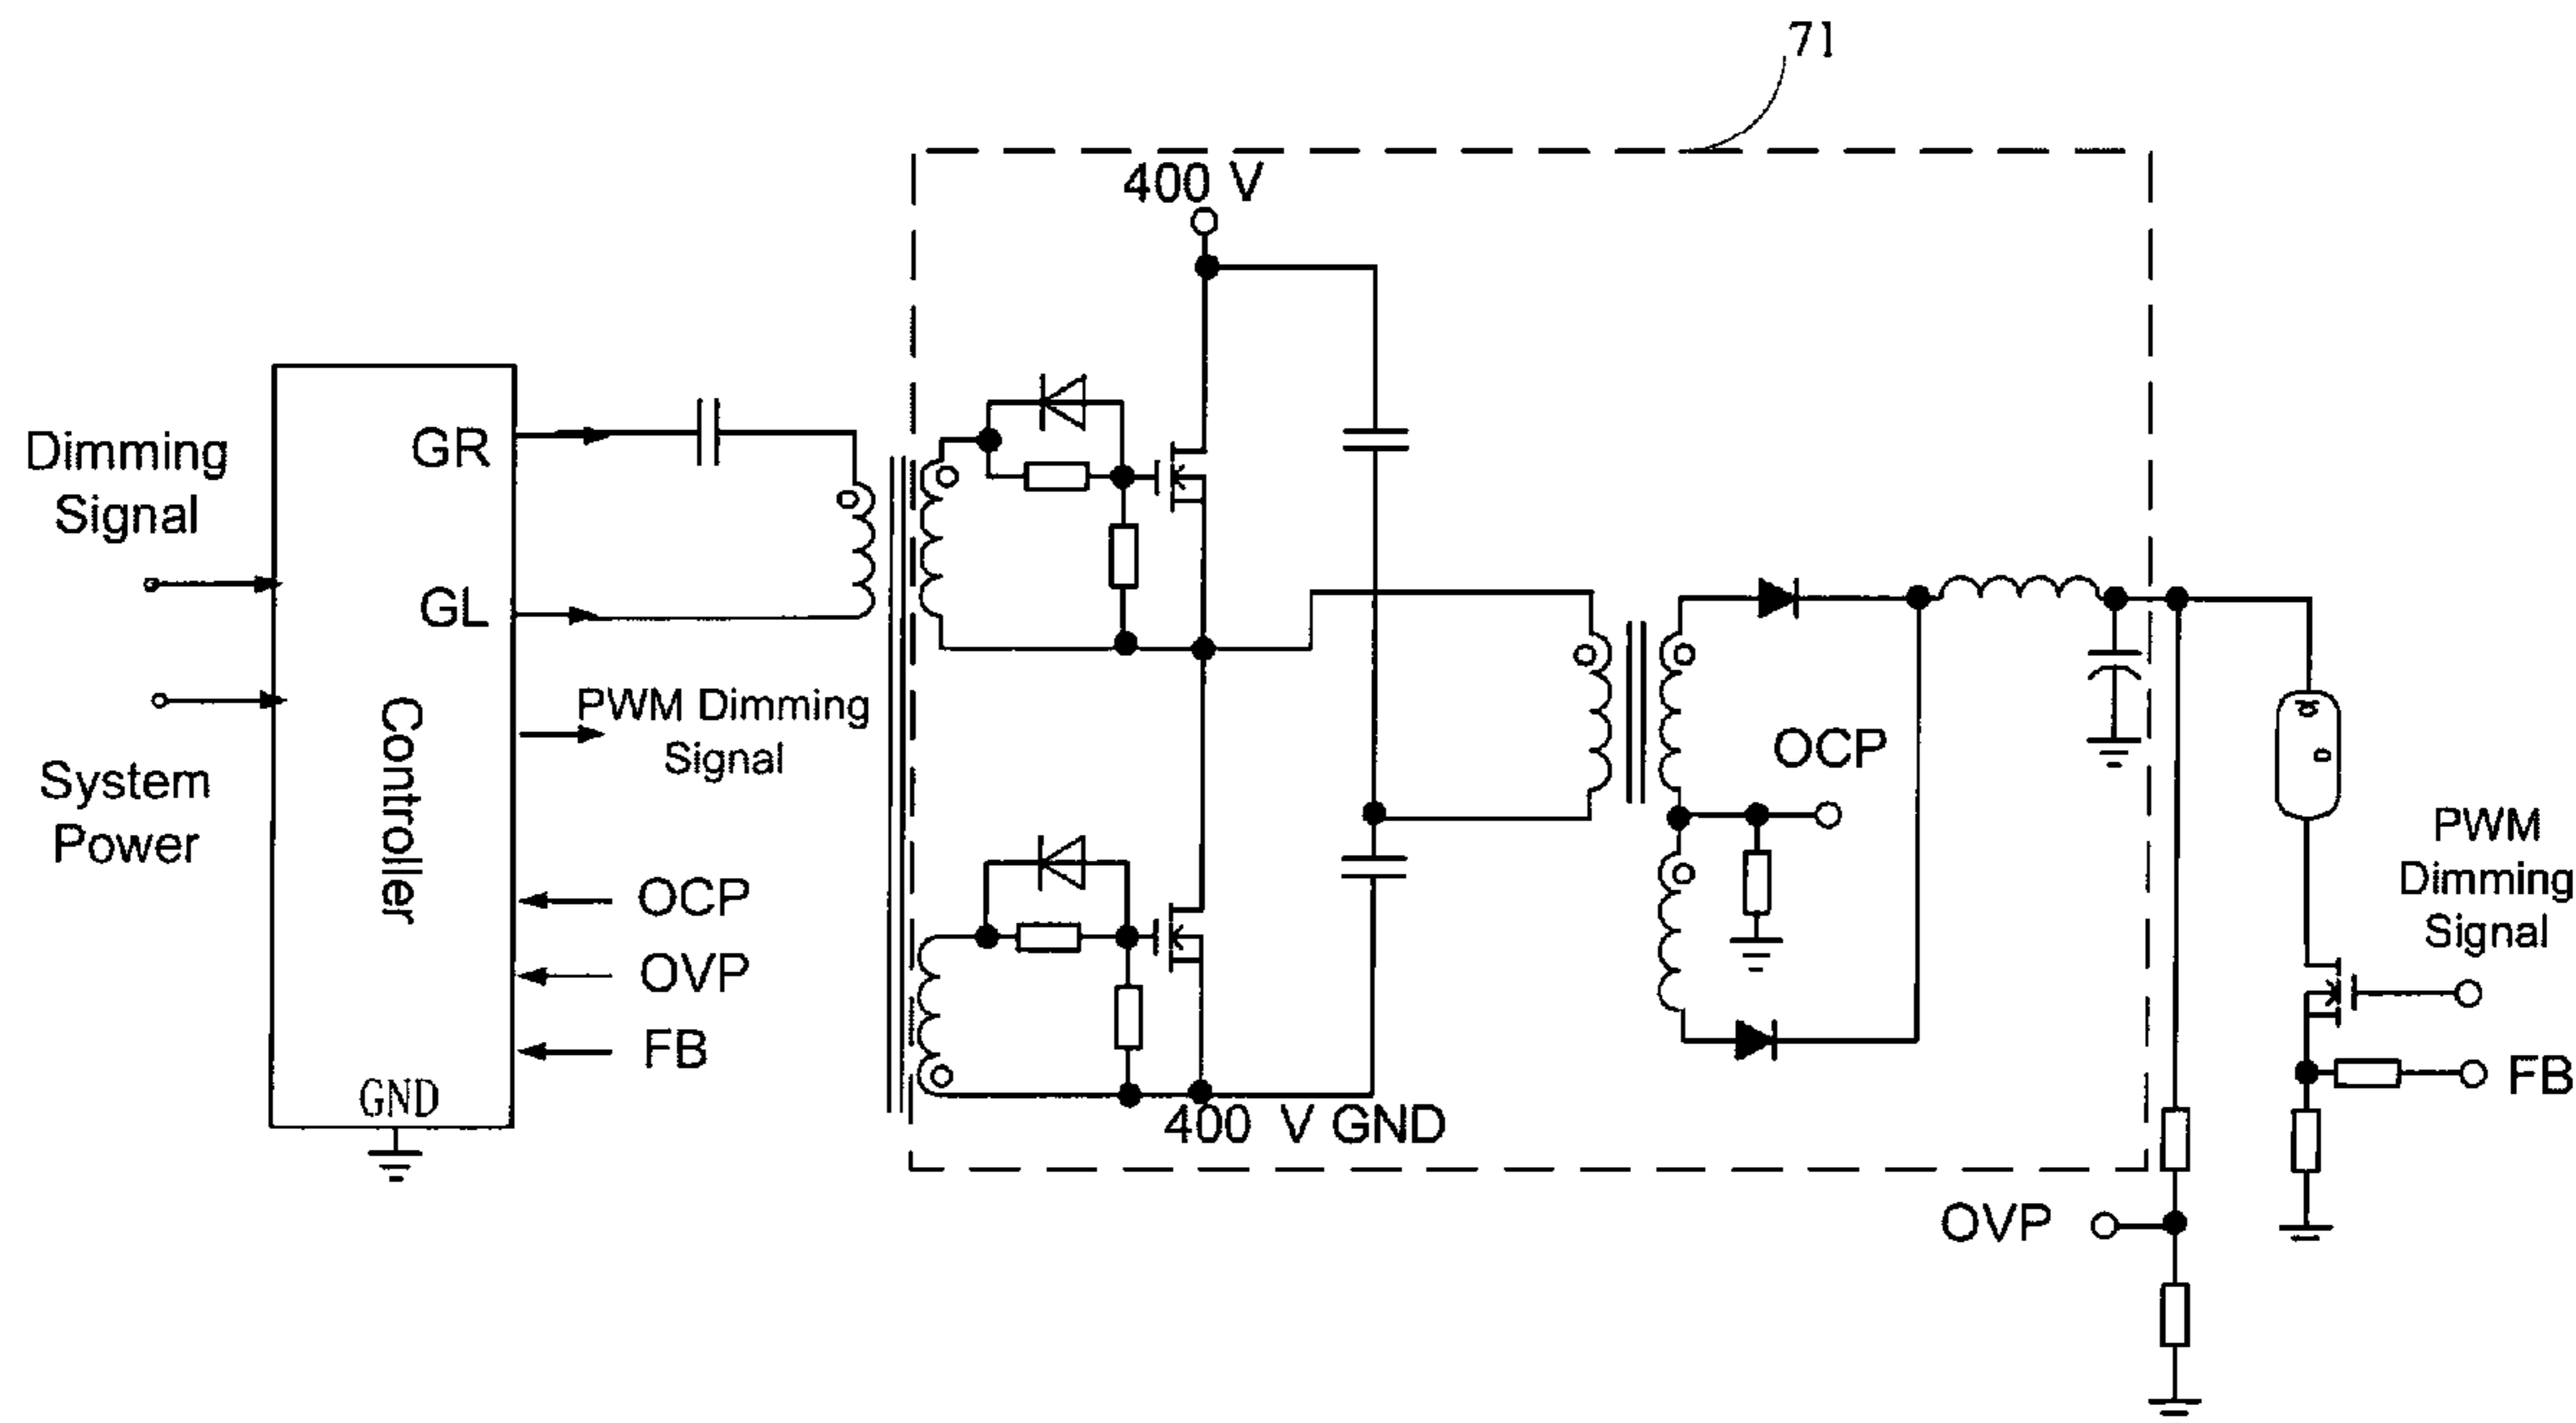 71
400 V
GR
Dimming
Signal
GL
PWM Dimming
Signal
System
Power
Controller
OCP
OCP
OVP
FB
GND
400 V GND
PWM
Dimming
Signal
FB
OVP